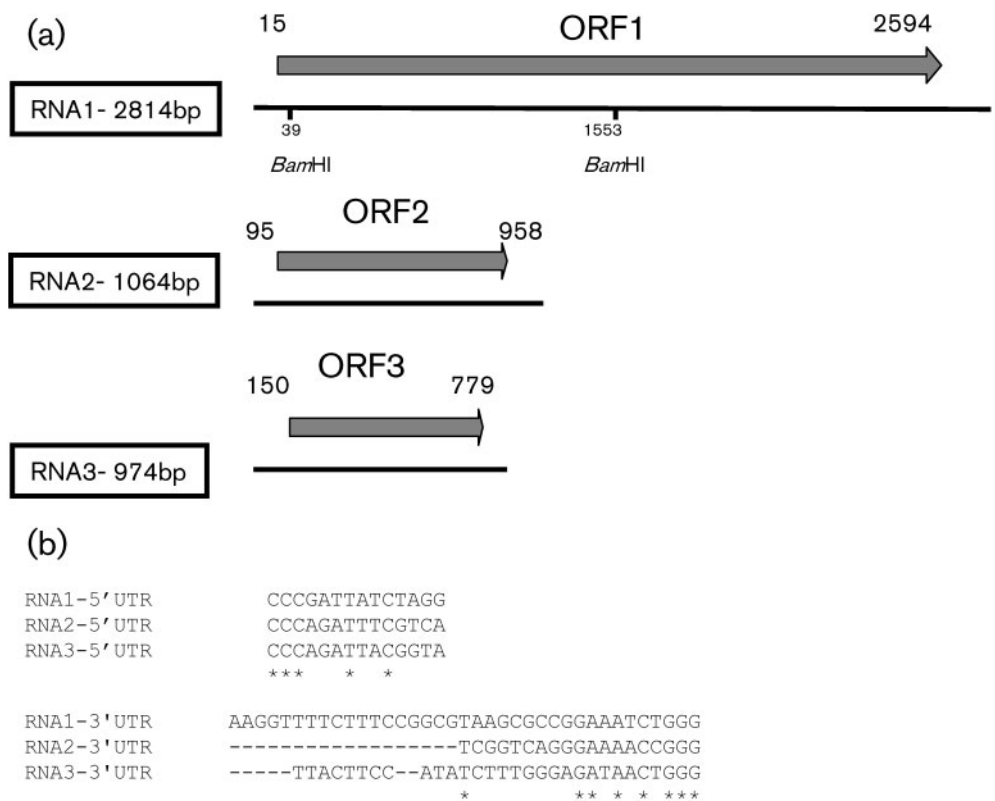 (a)
15 ORF1 2594
RNA1- 2814bp
39 1553
BamHI BamHI
ORF2
95 958
RNA2- 1064bp
ORF3
150 779
RNA3- 974bp
(b)
RNA1-5'UTR CCCGATTATCTAGG
RNA2-5'UTR CCCAGATTTCGTCA
RNA3-5'UTR CCCAGATTACGGTA
*** * *
RNA1-3'UTR AAGGTTTTCTTTCCGGCGTAAGCGCCGGAAATCTGGG
RNA2-3'UTR ------------------TCGGTCAGGGAAAACCGGG
RNA3-3'UTR -----TTACTTCC--ATATCTTTGGGAGATAACTGGG
* ** * * ***